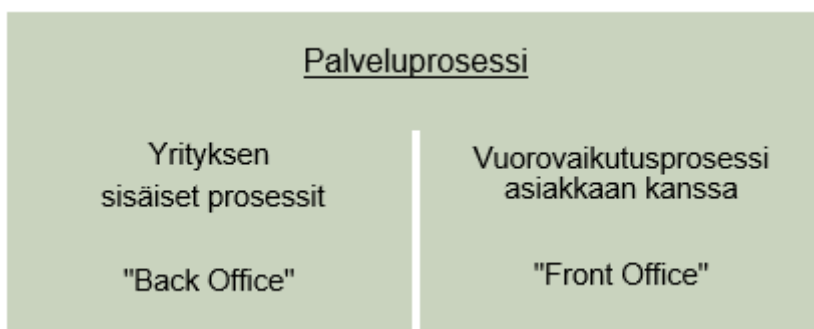 Palveluprosessi
Yrityksen
sisäiset prosessit
"Back Office"
Vuorovaikutusprosessi
asiakkaan kanssa
"Front Office"